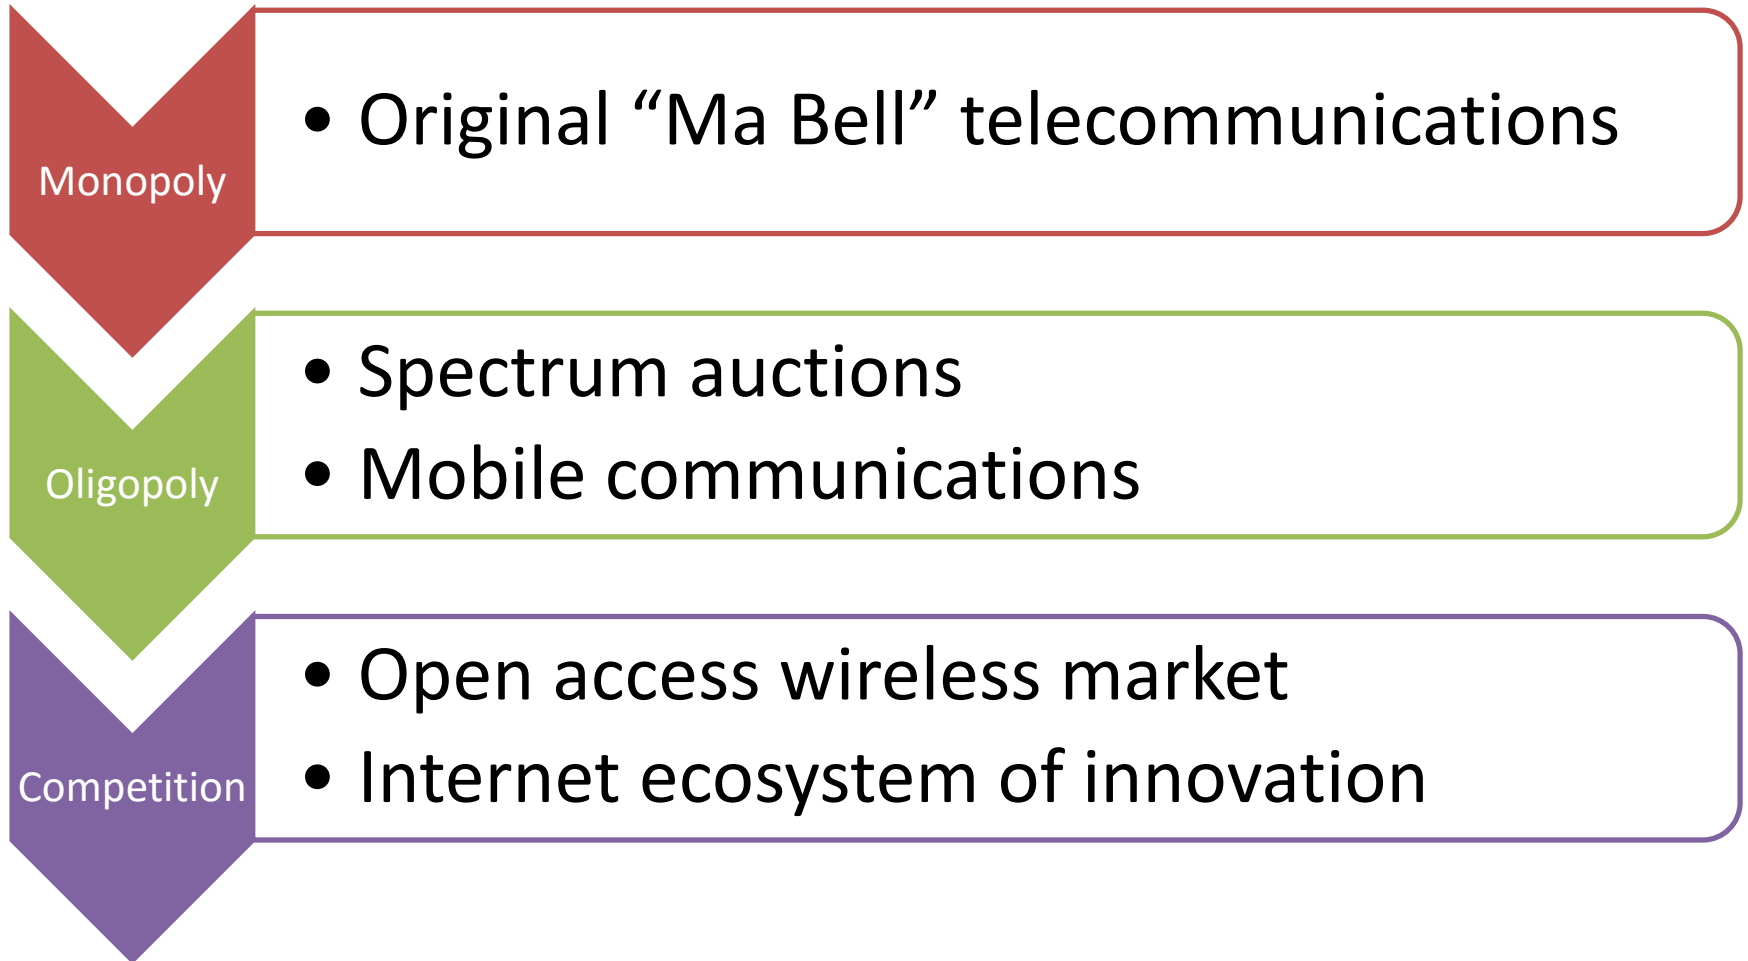 Monopoly
• Original “Ma Bell” telecommunications
Oligopoly
• Spectrum auctions
• Mobile communications
Competition
• Open access wireless market
• Internet ecosystem of innovation